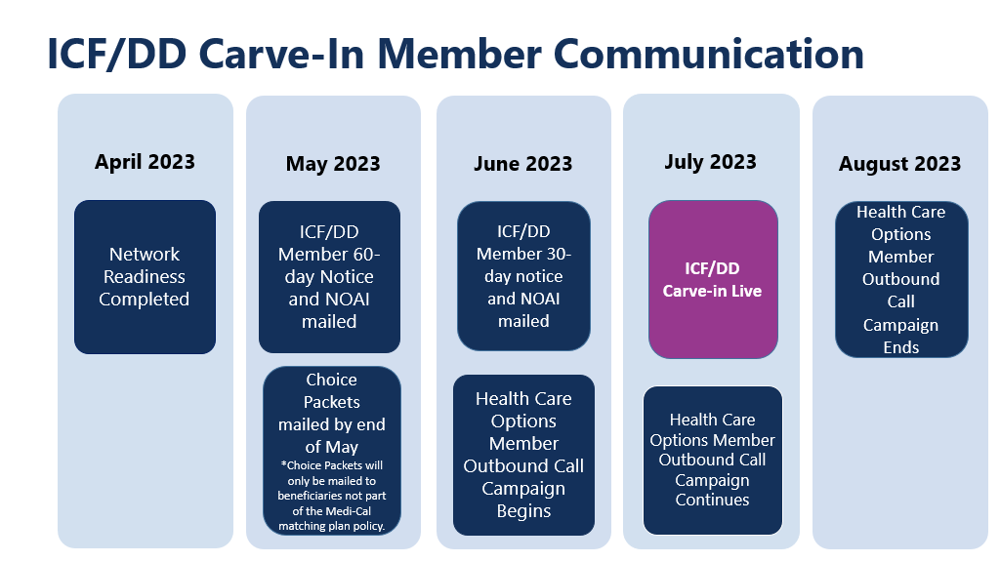 ICF/DD Carve-In Member Communication
April 2023
Network
Readiness
Completed
May 2023
ICF/DD
Member 60-
day Notice
and NOAI
mailed
Choice
Packets
mailed by end
of May
*Choice Packets will
only be mailed to
beneficiaries not part
of the Medi-Cal
matching plan policy.
June 2023
ICF/DD
Member 30-
day notice
and NOAI
mailed
Health Care
Options
Member
Outbound Call
Campaign
Begins
July 2023
ICF/DD
Carve-in Live
Health Care
Options Member
Outbound Call
Campaign
Continues
August 2023
Health Care
Options
Member
Outbound
Call
Campaign
Ends